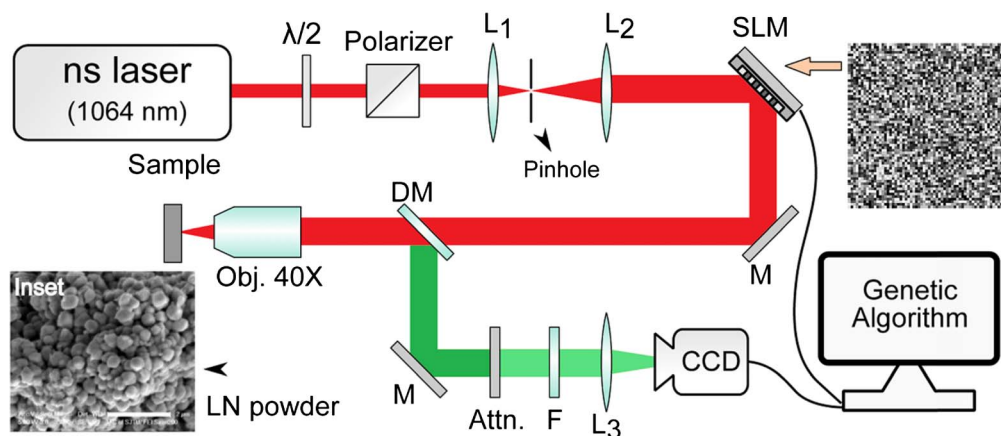 ns laser
(1064 nm)
λ/2
Polarizer
L1
L2
SLM
Pinhole
Sample
DM
Obj. 40X
M
Inset
LN powder
M
Attn.
F
L3
CCD
Genetic
Algorithm